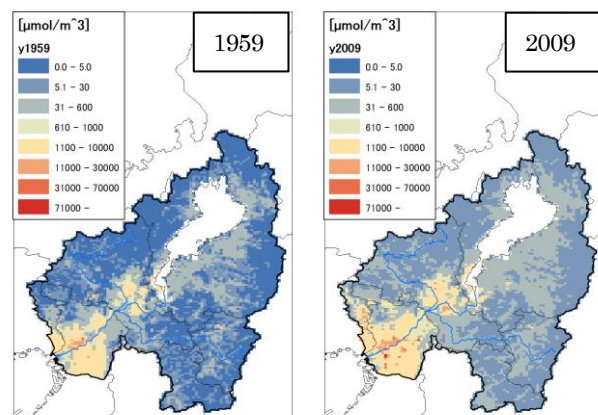 [μmol/m^3]
y1959
0.0 - 5.0
5.1 - 30
31 - 600
610 - 1000
1100 - 10000
11000 - 30000
31000 - 70000
71000 -
1959
[μmol/m^3]
y2009
0.0 - 5.0
5.1 - 30
31 - 600
610 - 1000
1100 - 10000
11000 - 30000
31000 - 70000
71000 -
2009